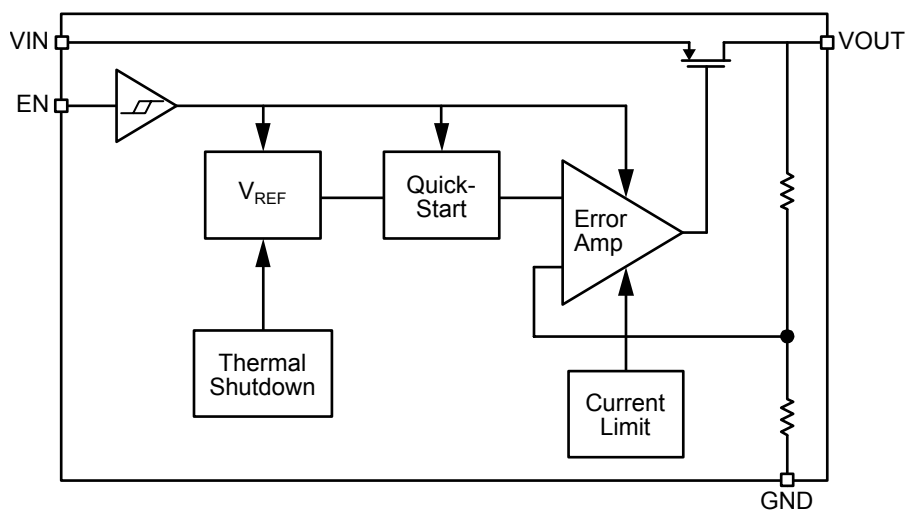 VIN
VOUT
EN
VREF
Quick-
Start
Error
Amp
Thermal
Shutdown
Current
Limit
GND